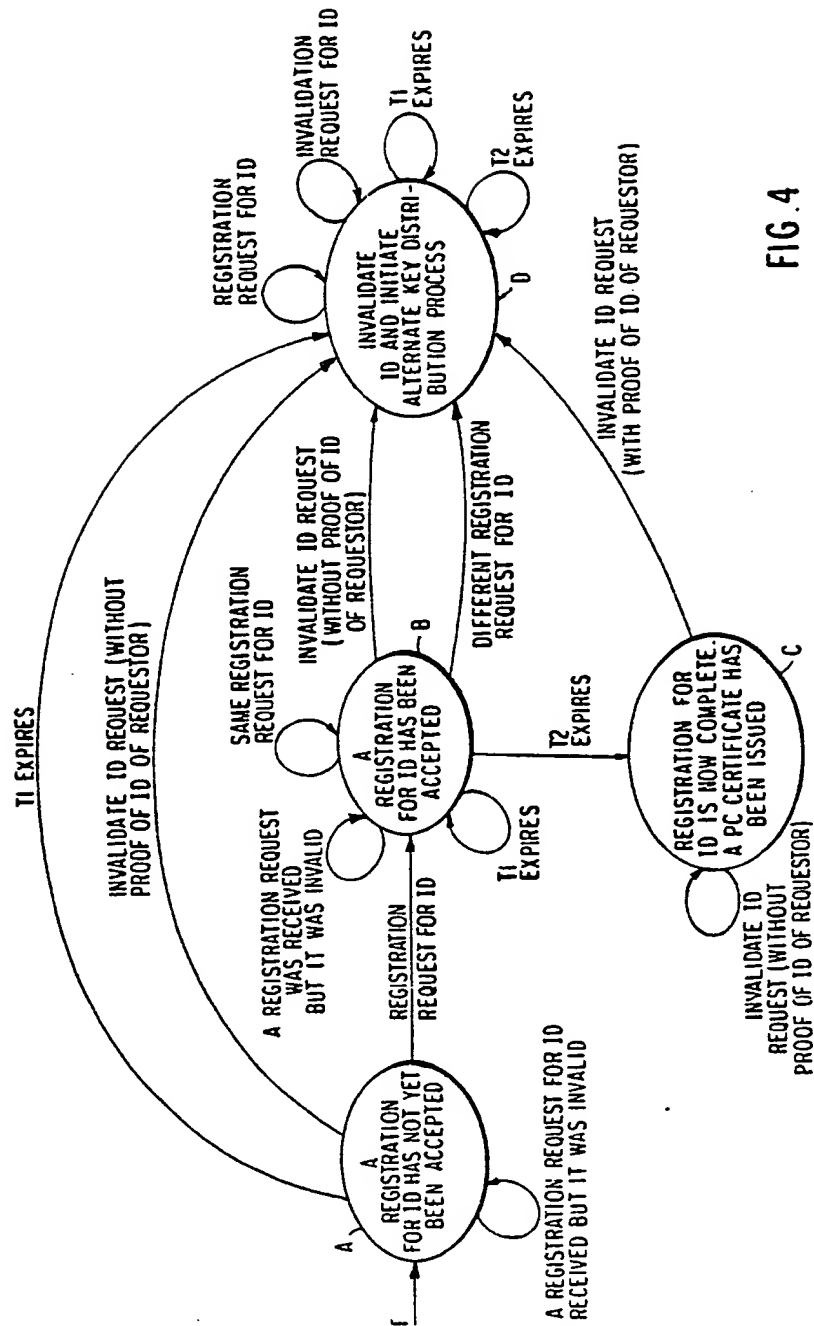 T1 EXPIRES
INVALIDATE ID REQUEST (WITHOUT
PROOF OF ID OF REQUESTOR)
REGISTRATION
REQUEST FOR ID
INVALIDATION
REQUEST FOR ID
T1
EXPIRES
T2
EXPIRES
INVALIDATE
ID AND INITIATE
ALTERNATE KEY DISTRI-
BUTION PROCESS
D
A REGISTRATION REQUEST
WAS RECEIVED
BUT IT WAS INVALID
SAME REGISTRATION
REQUEST FOR ID
INVALIDATE ID REQUEST
(WITHOUT PROOF OF ID
OF REQUESTOR)
A
A
REGISTRATION
FOR ID HAS NOT YET
BEEN ACCEPTED
REGISTRATION
REQUEST FOR ID
A
REGISTRATION
FOR ID HAS BEEN
ACCEPTED
B
DIFFERENT REGISTRATION
REQUEST FOR ID
T1
EXPIRES
T2
EXPIRES
A REGISTRATION REQUEST FOR ID
RECEIVED BUT IT WAS INVALID
INVALIDATE ID REQUEST
(WITH PROOF OF ID OF REQUESTOR)
REGISTRATION FOR
ID IS NOW COMPLETE.
A PC CERTIFICATE HAS
BEEN ISSUED
C
INVALIDATE ID
REQUEST (WITHOUT
PROOF OF ID OF REQUESTOR)
FIG.4